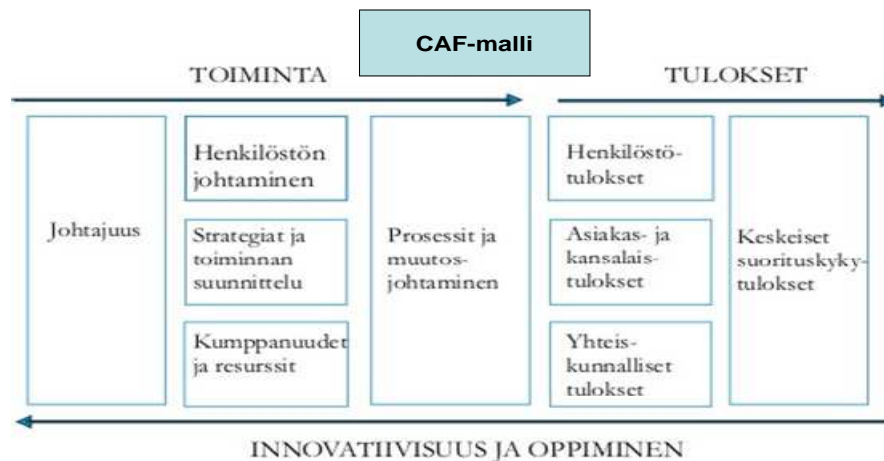 CAF-malli
TOIMINTA
TULOKSET
Johtajuus
Henkilöstön
johtaminen
Strategiat ja
toiminnan
suunnittelu
Kumppanuudet
ja resurssit
Prosessit ja
muutos-
johtaminen
Henkilöstö-
tulokset
Asiakas- ja
kansalais-
tulokset
Yhteis-
kunnalliset
tulokset
Keskeiset
suorituskyky-
tulokset
INNOVATIIVISUUS JA OPPIMINEN